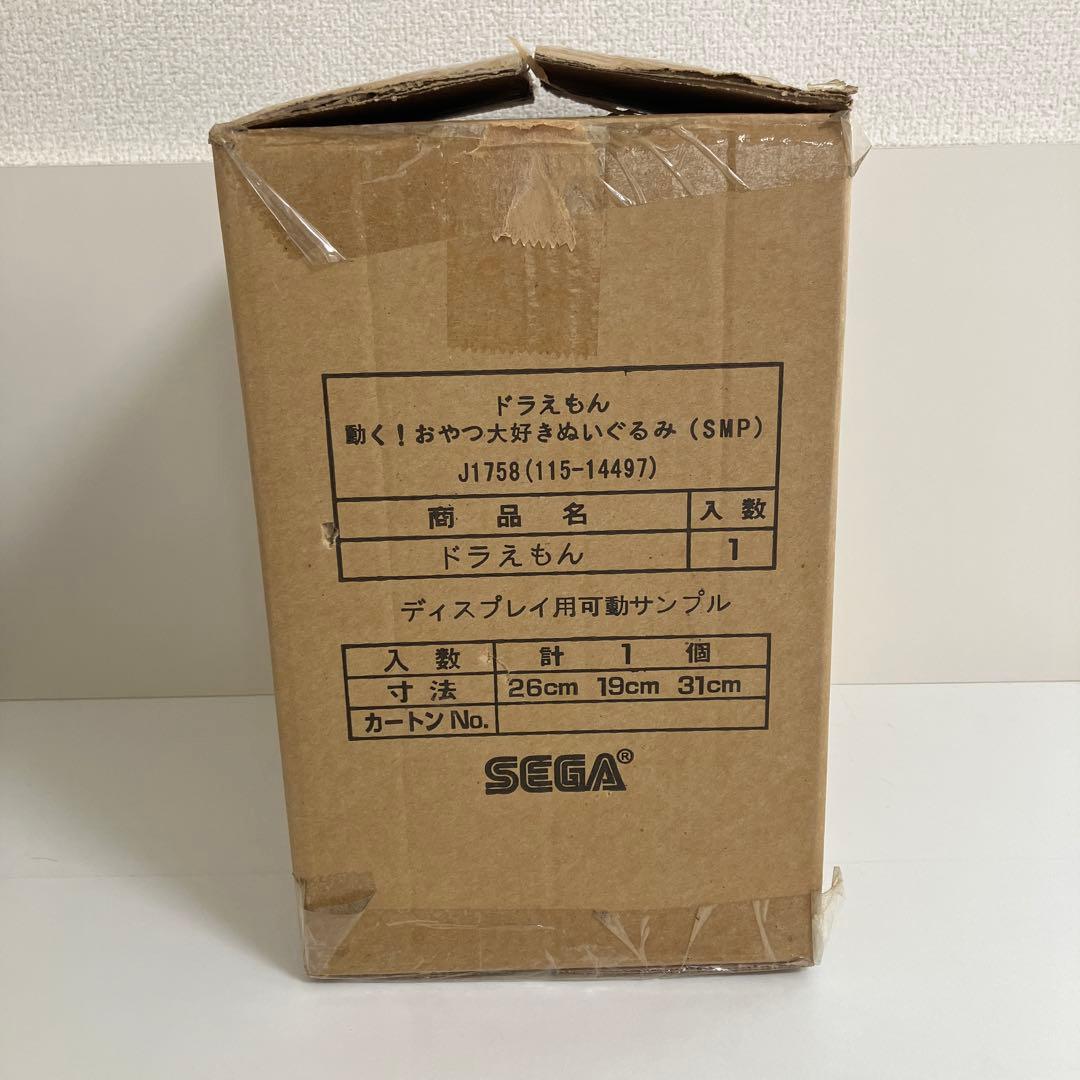 ドラえもん
動く!おやつ大好きぬいぐるみ(SMP)
J1758(115-14497)
商品名 入数
ドラえもん 1
ディスプレイ用可動サンプル
入数 計 1 個
寸法 26cm 19cm 31cm
カートンNo.
SEGA®